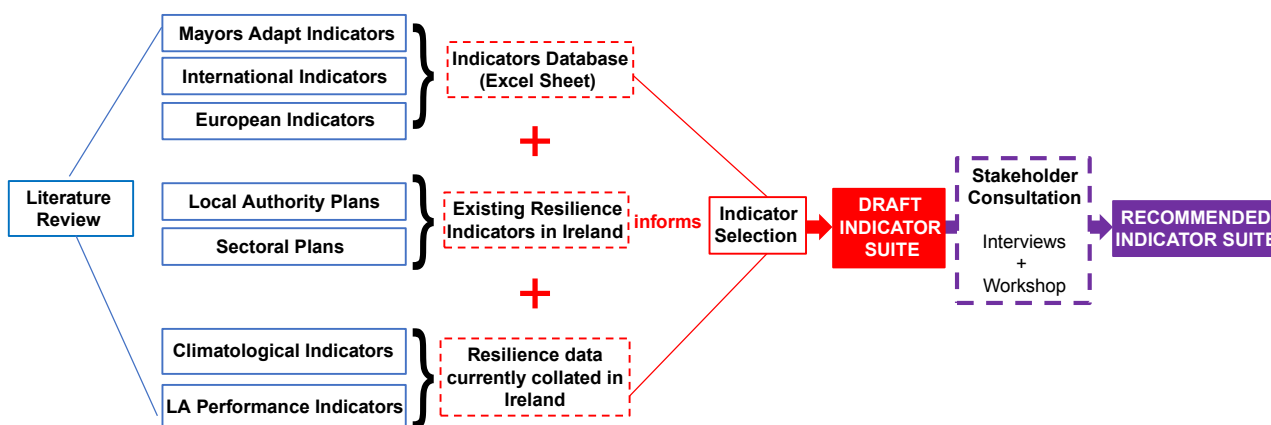 Mayors Adapt Indicators
International Indicators
European Indicators
Indicators Database
(Excel Sheet)
+
Literature
Review
Local Authority Plans
Sectoral Plans
Existing Resilience
Indicators in Ireland
informs
Indicator
Selection
DRAFT
INDICATOR
SUITE
Stakeholder
Consultation
Interviews
+
Workshop
RECOMMENDED
INDICATOR SUITE
+
Climatological Indicators
LA Performance Indicators
Resilience data
currently collated in
Ireland